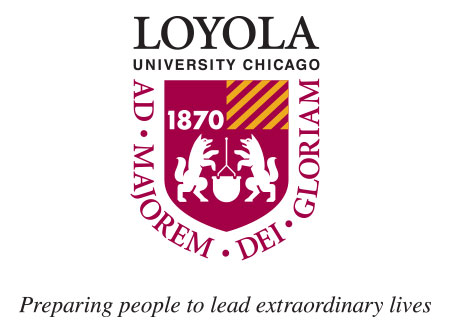 LOYOLA
UNIVERSITY CHICAGO
1870
AD • MAJOREM • DEI • GLORIAM
Preparing people to lead extraordinary lives